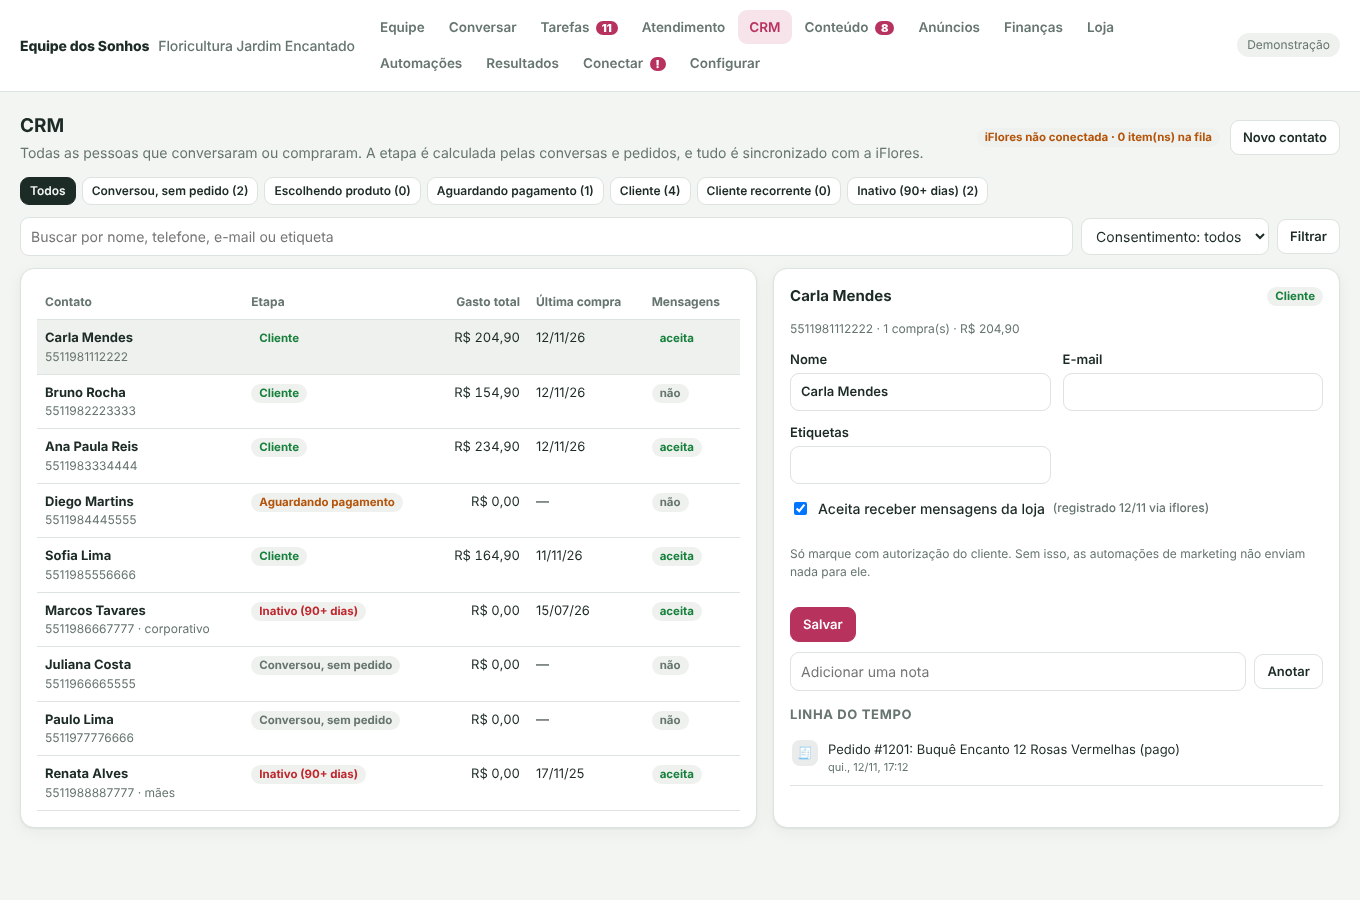 Equipe dos Sonhos Floricultura Jardim Encantado
Equipe Conversar Tarefas 11 Atendimento CRM Conteúdo 8 Anúncios Finanças Loja
Automações Resultados Conectar ! Configurar
Demonstração
CRM
Todas as pessoas que conversaram ou compraram. A etapa é calculada pelas conversas e pedidos, e tudo é sincronizado com a iFlores.
iFlores não conectada · 0 item(ns) na fila
Novo contato
Todos Conversou, sem pedido (2) Escolhendo produto (0) Aguardando pagamento (1) Cliente (4) Cliente recorrente (0) Inativo (90+ dias) (2)
Buscar por nome, telefone, e-mail ou etiqueta
Consentimento: todos
Filtrar
Contato Etapa Gasto total Última compra Mensagens
Carla Mendes Cliente R$ 204,90 12/11/26 aceita
5511981112222
Bruno Rocha Cliente R$ 154,90 12/11/26 não
5511982223333
Ana Paula Reis Cliente R$ 234,90 12/11/26 aceita
5511983334444
Diego Martins Aguardando pagamento R$ 0,00 — não
5511984445555
Sofia Lima Cliente R$ 164,90 11/11/26 aceita
5511985556666
Marcos Tavares Inativo (90+ dias) R$ 0,00 15/07/26 aceita
5511986667777 · corporativo
Juliana Costa Conversou, sem pedido R$ 0,00 — não
5511966665555
Paulo Lima Conversou, sem pedido R$ 0,00 — não
5511977776666
Renata Alves Inativo (90+ dias) R$ 0,00 17/11/25 aceita
5511988887777 · mães
Carla Mendes Cliente
5511981112222 · 1 compra(s) · R$ 204,90
Nome E-mail
Carla Mendes
Etiquetas
Aceita receber mensagens da loja (registrado 12/11 via iflores)
Só marque com autorização do cliente. Sem isso, as automações de marketing não enviam
nada para ele.
Salvar
Adicionar uma nota Anotar
LINHA DO TEMPO
Pedido #1201: Buquê Encanto 12 Rosas Vermelhas (pago)
qui., 12/11, 17:12